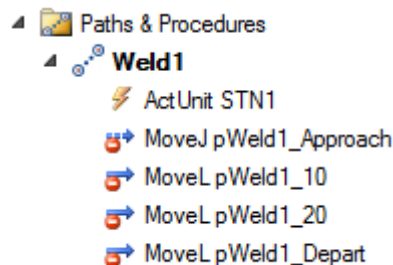 Paths & Procedures
Weld1
ActUnit STN1
MoveJ pWeld1_Approach
MoveL pWeld1_10
MoveL pWeld1_20
MoveL pWeld1_Depart